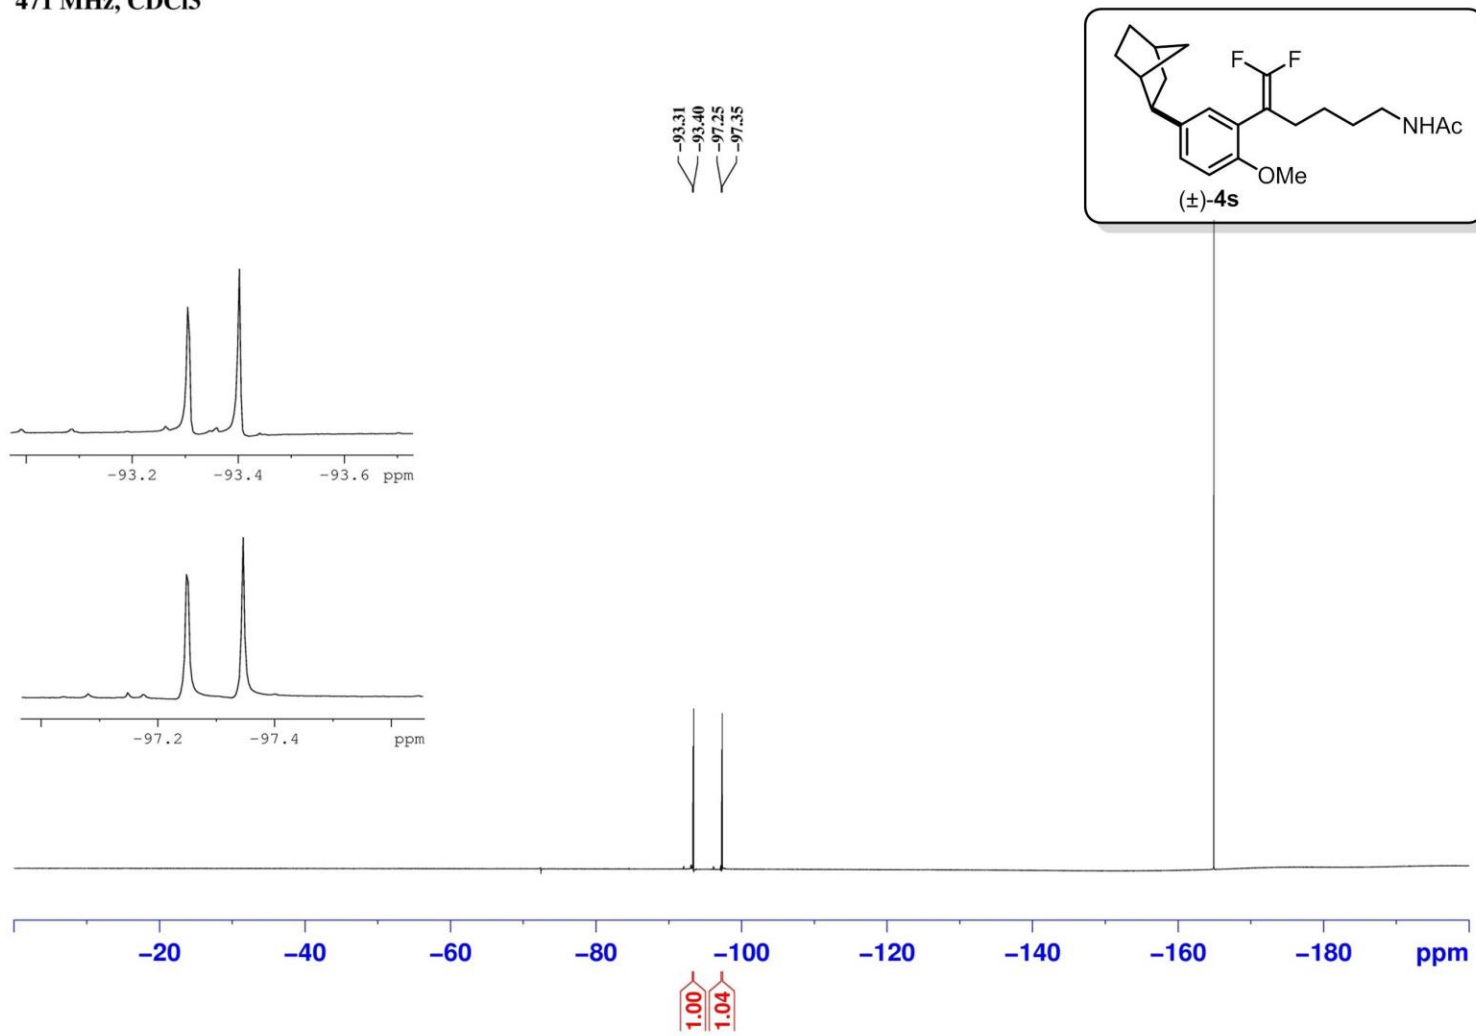 471 MHz, CDCl3
F F
NHAc
OMe
(±)-4s
-93.31
-93.40
-97.25
-97.35
-93.2 -93.4 -93.6 ppm
-97.2 -97.4 ppm
-20 -40 -60 -80 -100 -120 -140 -160 -180 ppm
1.00
1.04